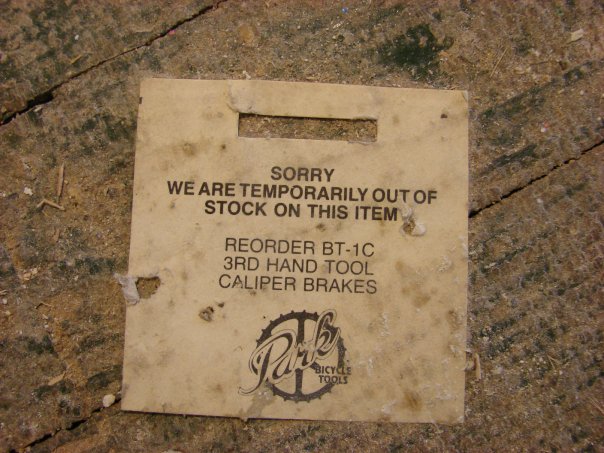 SORRY
WE ARE TEMPORARILY OUT OF
STOCK ON THIS ITEM
REORDER BT-1C
3RD HAND TOOL
CALIPER BRAKES
Park
BICYCLE
TOOLS